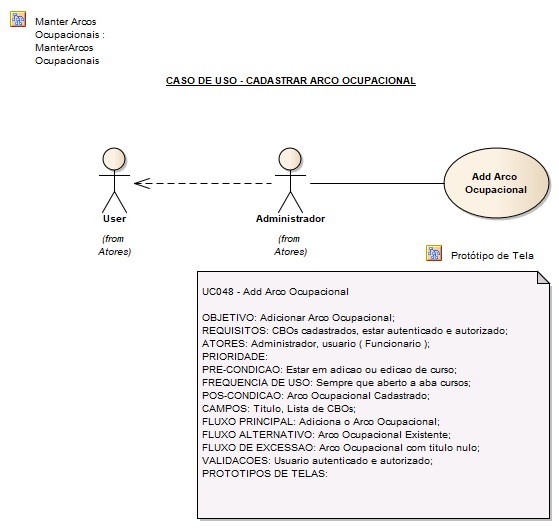 Manter Arcos
Ocupacionais :
ManterArcos
Ocupacionais
CASO DE USO - CADASTRAR ARCO OCUPACIONAL
User
(from
Atores)
Administrador
(from
Atores)
Add Arco
Ocupacional
Protótipo de Tela
UC048 - Add Arco Ocupacional
OBJETIVO: Adicionar Arco Ocupacional;
REQUISITOS: CBOs cadastrados, estar autenticado e autorizado;
ATORES: Administrador, usuario ( Funcionario );
PRIORIDADE:
PRE-CONDICAO: Estar em adicao ou edicao de curso;
FREQUENCIA DE USO: Sempre que aberto a aba cursos;
POS-CONDICAO: Arco Ocupacional Cadastrado;
CAMPOS: Titulo, Lista de CBOs;
FLUXO PRINCIPAL: Adiciona o Arco Ocupacional;
FLUXO ALTERNATIVO: Arco Ocupacional Existente;
FLUXO DE EXCESSAO: Arco Ocupacional com titulo nulo;
VALIDACOES: Usuario autenticado e autorizado;
PROTOTIPOS DE TELAS: